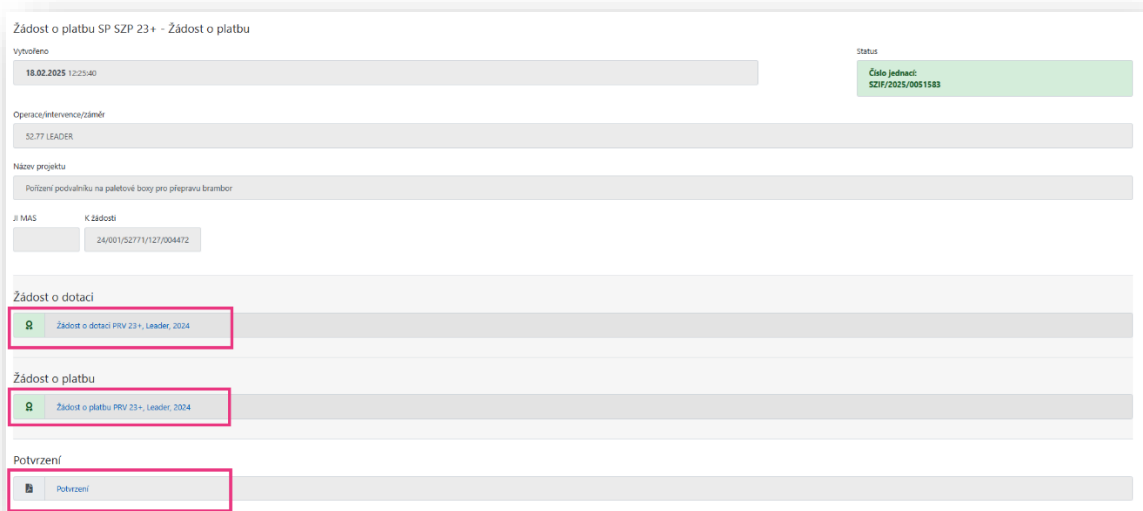 Žádost o platbu SP SZP 23+ - Žádost o platbu
Vytvořeno
Status
18.02.2025 12:23:40
Číslo jednací:
SZIF/2025/0051583
Operace/intervence/záměr
52.77 LEADER
Název projektu
Pořízení podvalníku na paletové boxy pro přepravu brambor
JI MAS
K žádosti
24/001/52771/127/004472
Žádost o dotaci
Žádost o dotaci PRV 23+, Leader, 2024
Žádost o platbu
Žádost o platbu PRV 23+, Leader, 2024
Potvrzení
Potvrzení